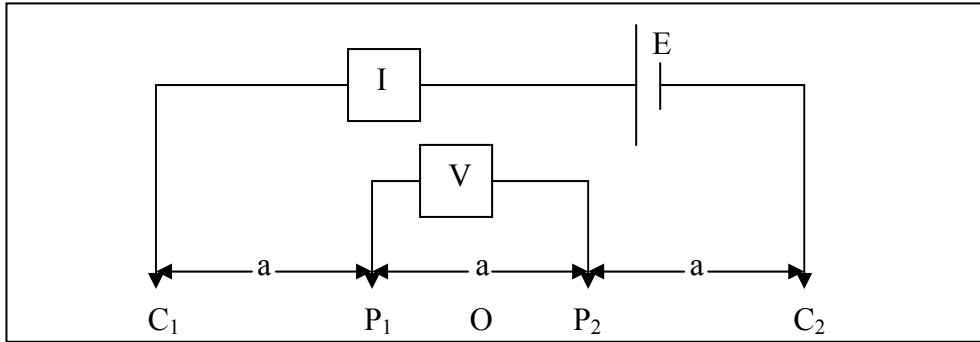 E
I
V
a a a
C₁ P₁ O P₂ C₂